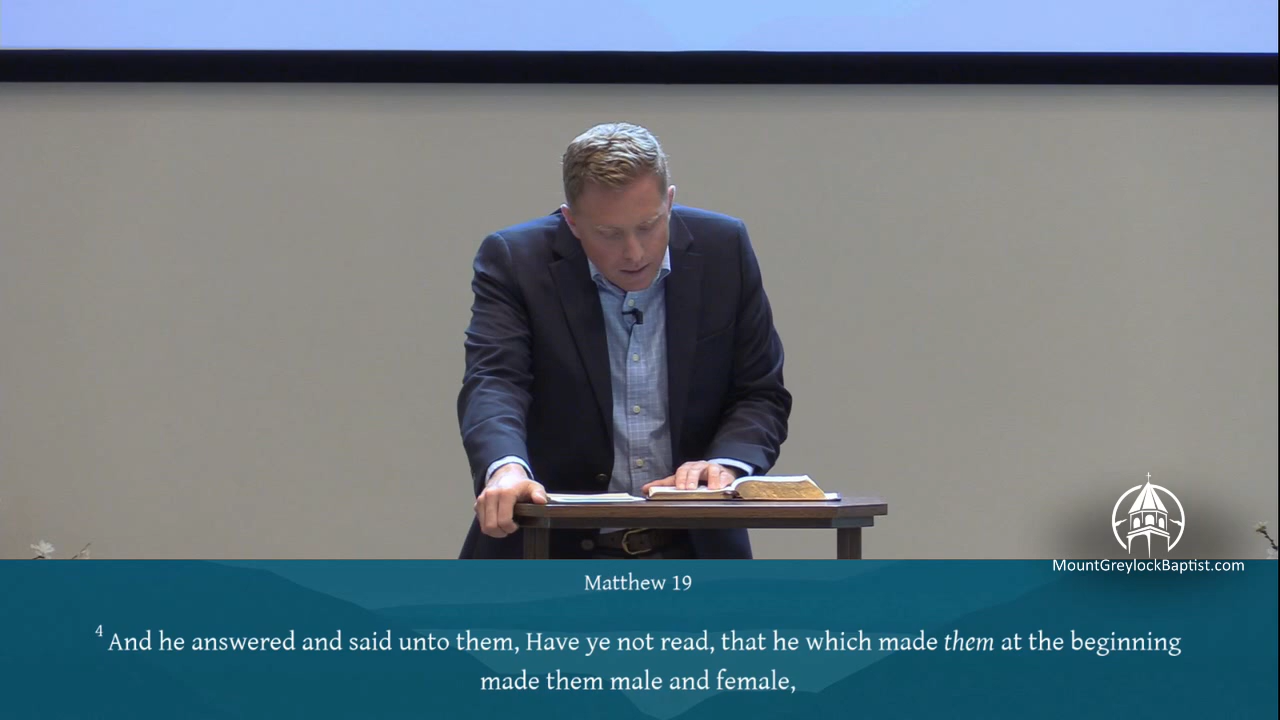 MountGreylockBaptist.com
Matthew 19
4 And he answered and said unto them, Have ye not read, that he which made them at the beginning
made them male and female,